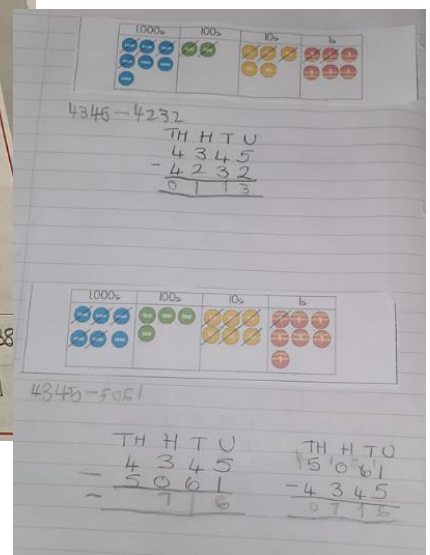 1,000s 100s 10s 1s
4345 - 4232
TH H T U
4 3 4 5
- 4 2 3 2
0 1 1 3
1,000s 100s 10s 1s
38
4345 - 5061
TH H T U
4 3 4 5
- 5 0 6 1
- 7 1 6
TH H T U
5 0 6 1
- 4 3 4 5
0 7 1 6